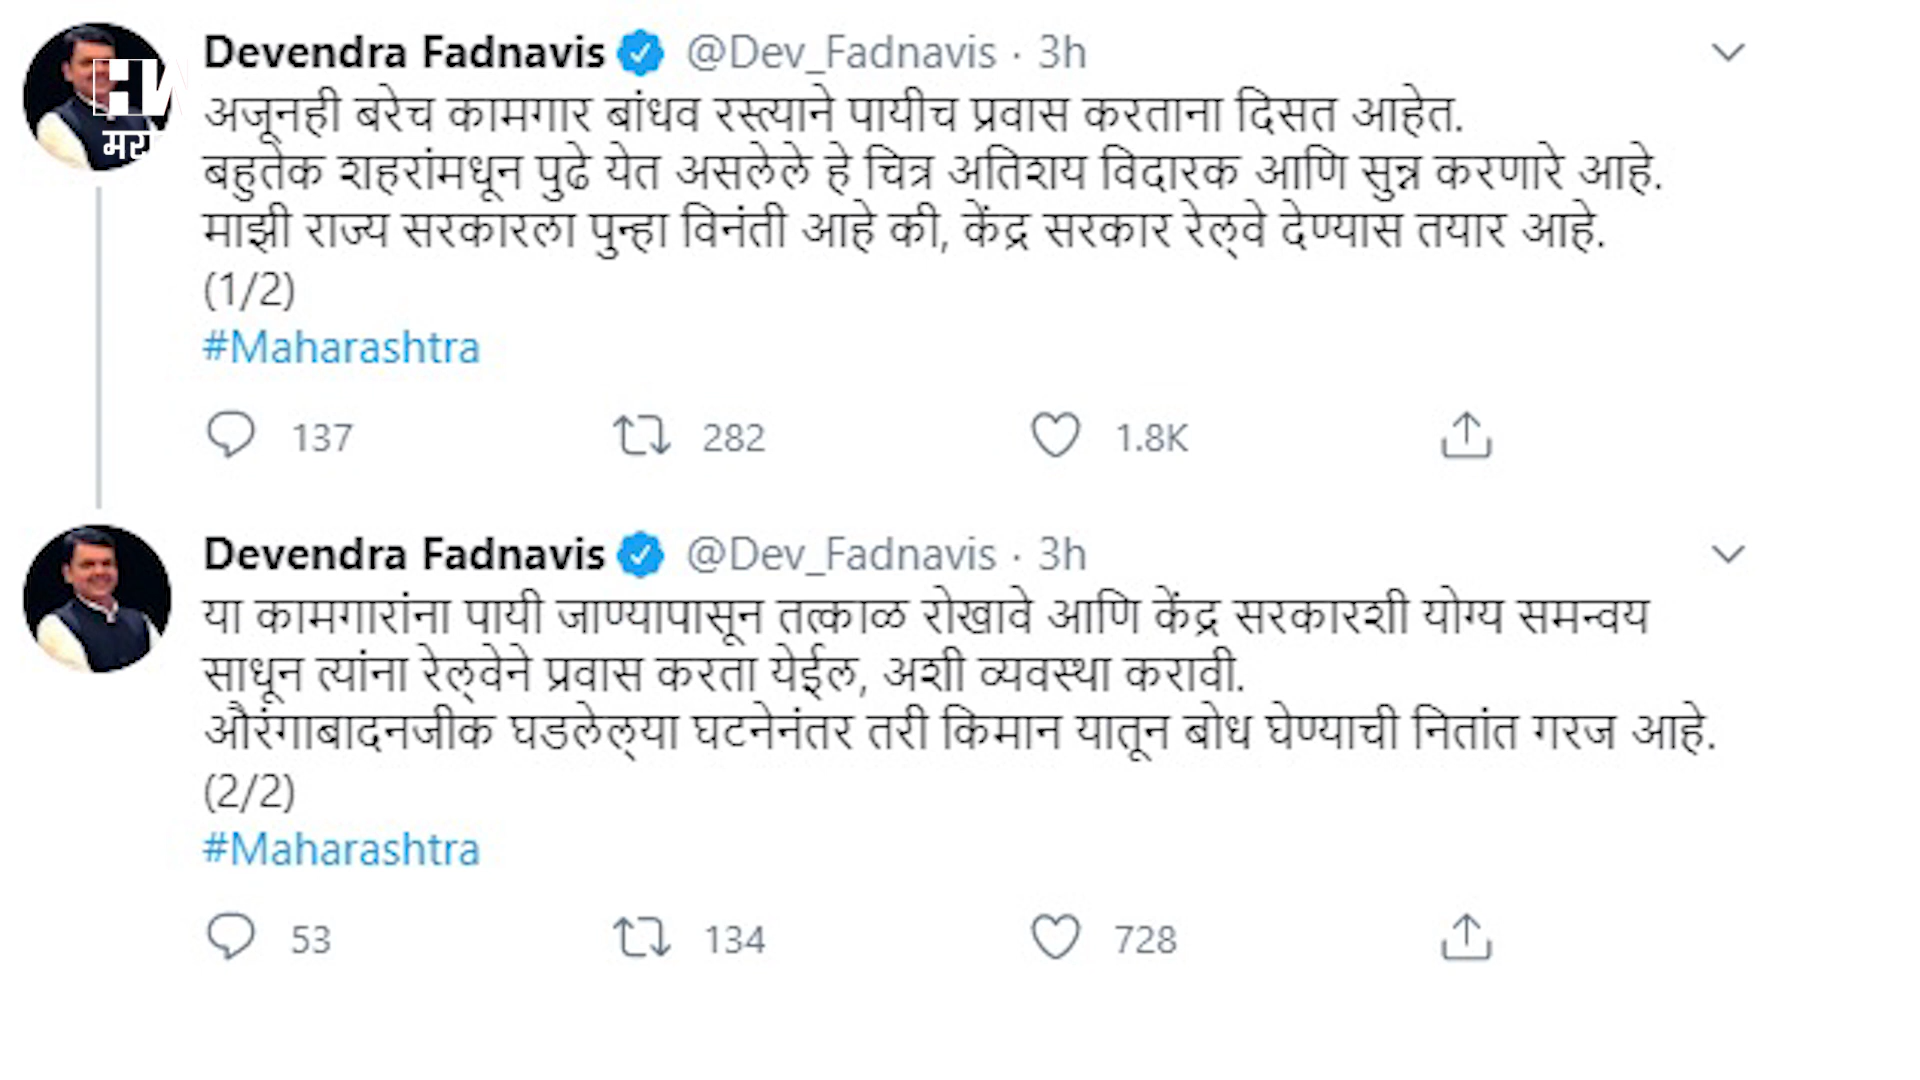 Devendra Fadnavis @Dev_Fadnavis · 3h
अजूनही बरेच कामगार बांधव रस्त्याने पायीच प्रवास करताना दिसत आहेत.
बहुतेक शहरांमधून पुढे येत असलेले हे चित्र अतिशय विदारक आणि सुन्न करणारे आहे.
माझी राज्य सरकारला पुन्हा विनंती आहे की, केंद्र सरकार रेल्वे देण्यास तयार आहे.
(1/2)
#Maharashtra
137 282 1.8K
Devendra Fadnavis @Dev_Fadnavis · 3h
या कामगारांना पायी जाण्यापासून तत्काळ रोखावे आणि केंद्र सरकारशी योग्य समन्वय
साधून त्यांना रेल्वेने प्रवास करता येईल, अशी व्यवस्था करावी.
औरंगाबादनजीक घडलेल्या घटनेनंतर तरी किमान यातून बोध घेण्याची नितांत गरज आहे.
(2/2)
#Maharashtra
53 134 728